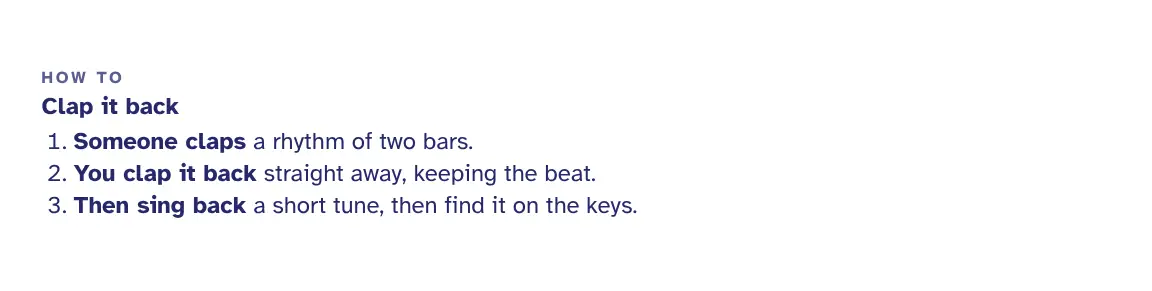 HOW TO
Clap it back
1. Someone claps a rhythm of two bars.
2. You clap it back straight away, keeping the beat.
3. Then sing back a short tune, then find it on the keys.